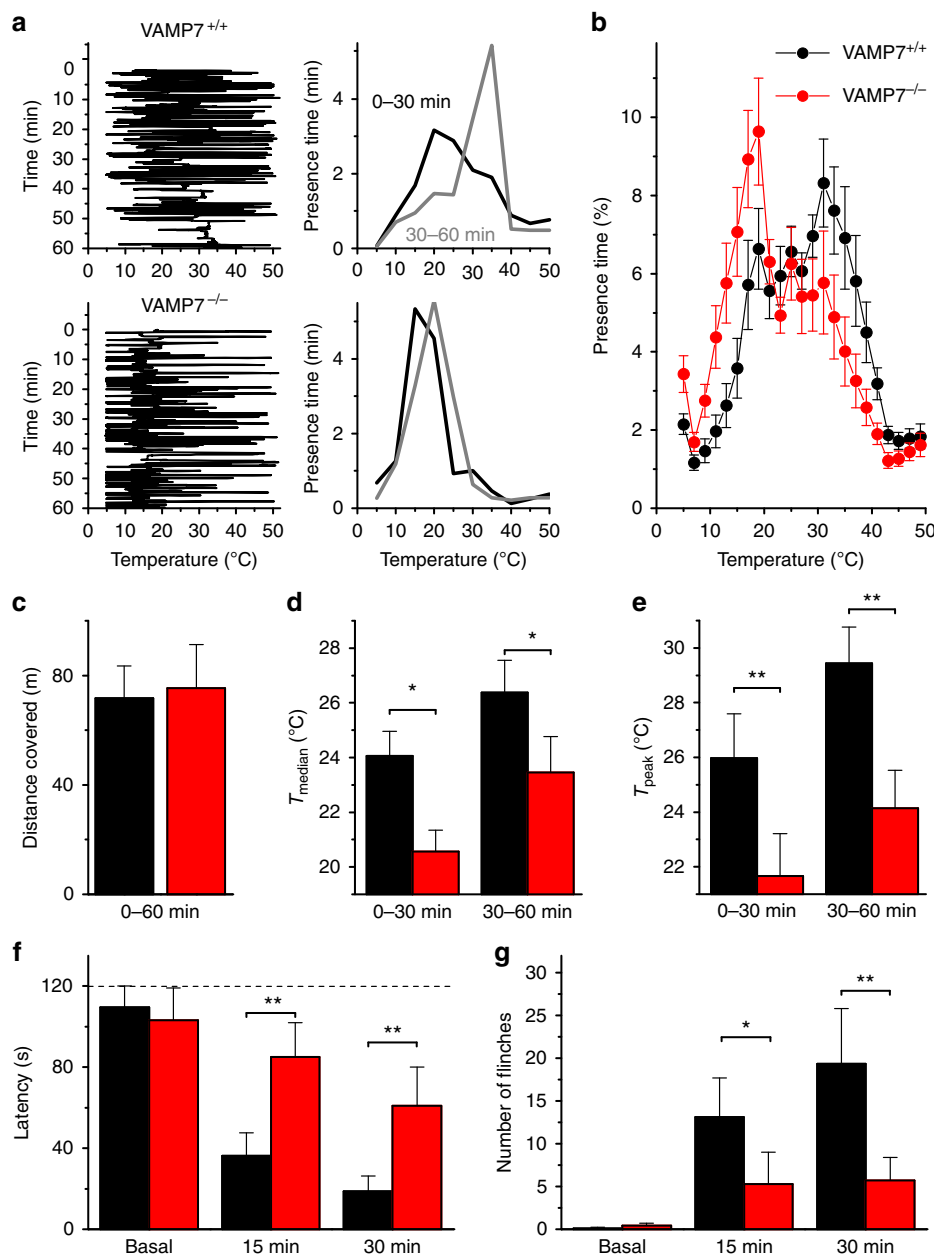 a
VAMP7+/+
0
10
20
30
40
50
60
Time (min)
0 10 20 30 40 50
4
2
0
Presence time (min)
0–30 min
30–60 min
0 10 20 30 40 50
VAMP7−/−
0
10
20
30
40
50
60
Time (min)
0 10 20 30 40 50
Temperature (°C)
4
2
0
Presence time (min)
0 10 20 30 40 50
Temperature (°C)
b
VAMP7+/+
VAMP7−/−
10
8
6
4
2
0
Presence time (%)
0 10 20 30 40 50
Temperature (°C)
c
80
40
0
Distance covered (m)
0–60 min
d
28
26
24
22
20
Tmedian (°C)
*
*
0–30 min 30–60 min
e
30
28
26
24
22
Tpeak (°C)
**
**
0–30 min 30–60 min
f
120
80
40
0
Latency (s)
**
**
Basal 15 min 30 min
g
30
25
20
15
10
5
0
Number of flinches
*
**
Basal 15 min 30 min